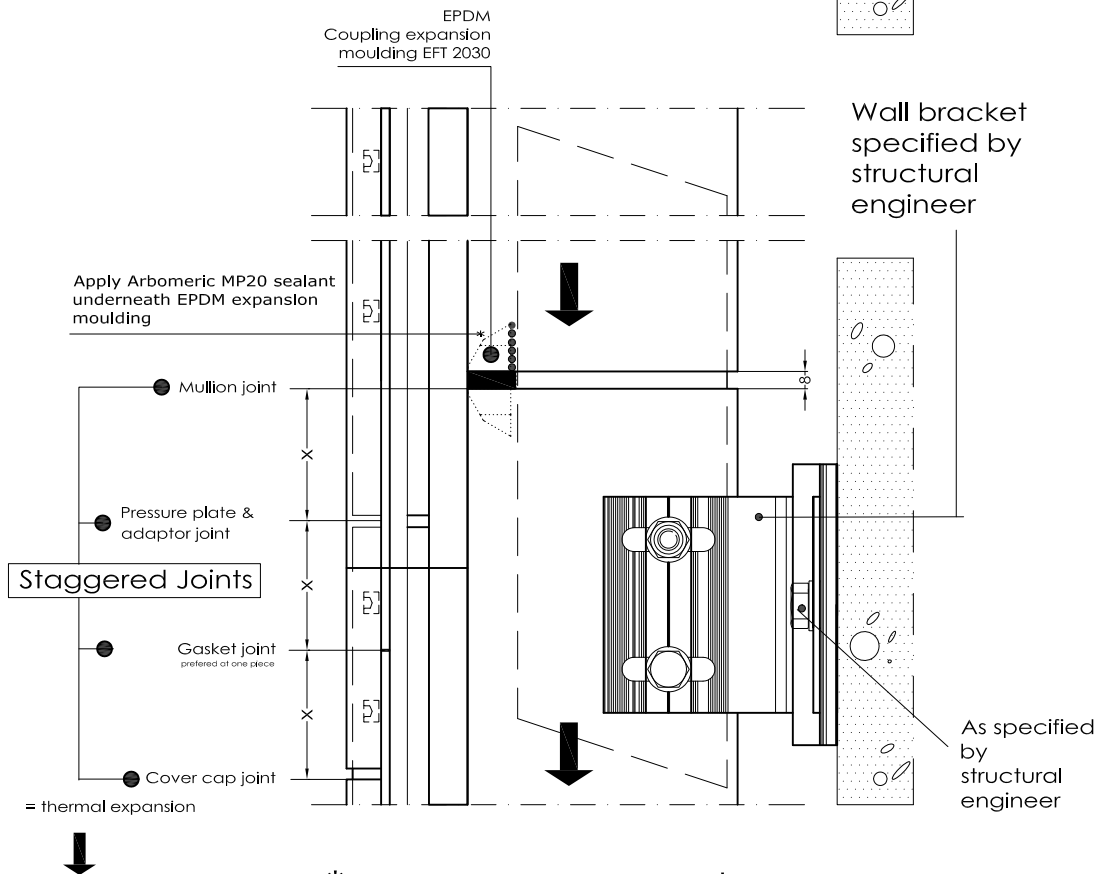 EPDM
Coupling expansion
moulding EFT 2030
Wall bracket
specified by
structural
engineer
Apply Arbomeric MP20 sealant
underneath EPDM expansion
moulding
*
8
Mullion joint
X
Pressure plate &
adaptor joint
Staggered Joints
X
Gasket joint
prefered at one piece
X
Cover cap joint
As specified
by
structural
engineer
= thermal expansion